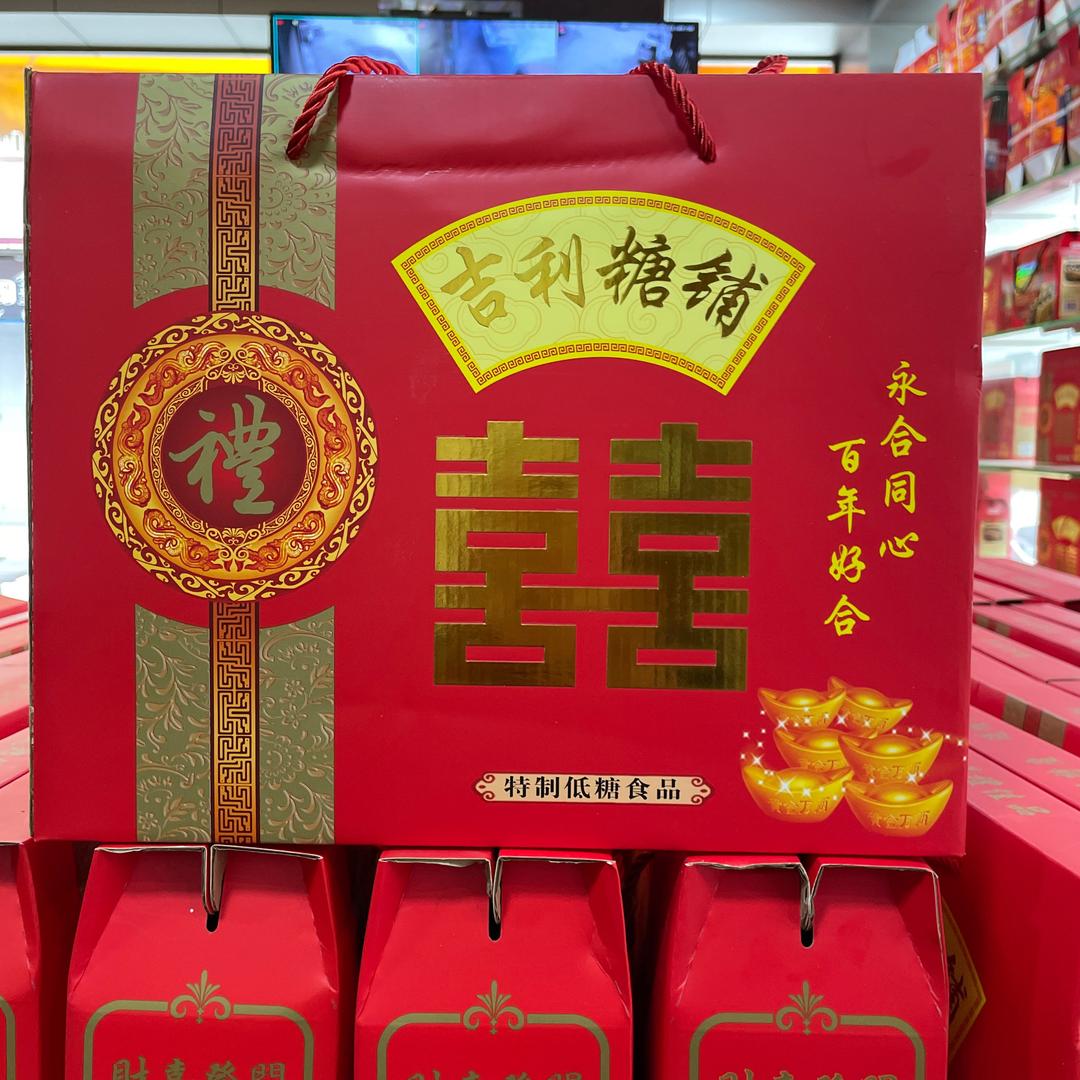 吉利糖铺
禮
囍
永合同心
百年好合
特制低糖食品